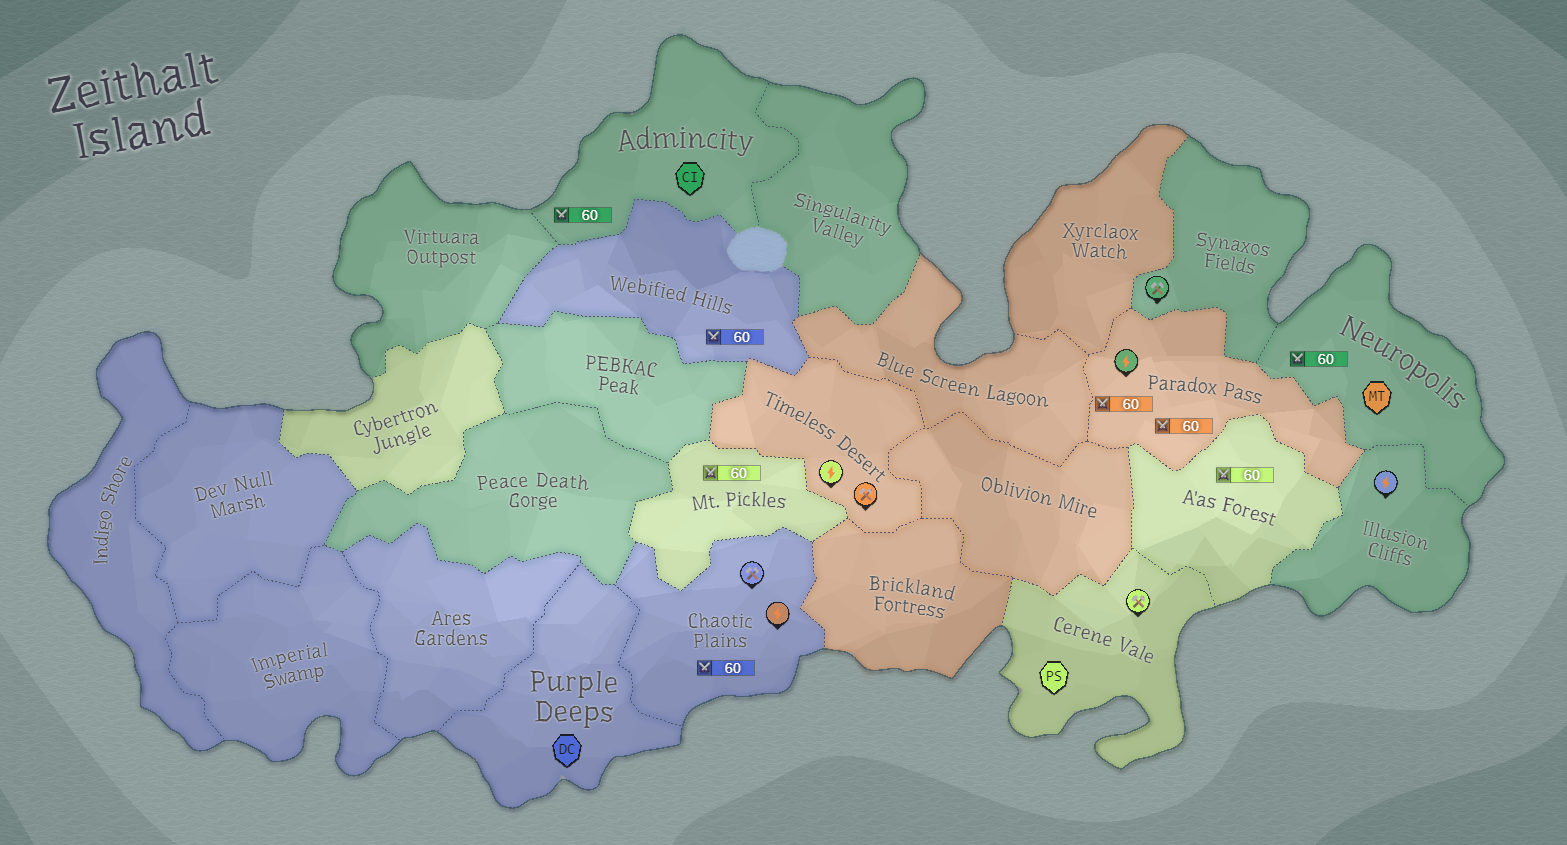 Zeithalt
Island
Admincity
CI
60
Singularity
Valley
Virtuara
Outpost
Webified Hills
60
Xyrclaox
Watch
Synaxos
Fields
Neuropolis
60
MT
PEBKAC
Peak
Blue Screen Lagoon
Paradox Pass
60
60
Timeless Desert
Cybertron
Jungle
60
Mt. Pickles
60
A'as Forest
Indigo Shore
Dev Null
Marsh
Peace Death
Gorge
Oblivion Mire
Illusion
Cliffs
Brickland
Fortress
Ares
Gardens
Chaotic
Plains
60
Cerene Vale
PS
Imperial
Swamp
Purple
Deeps
DC